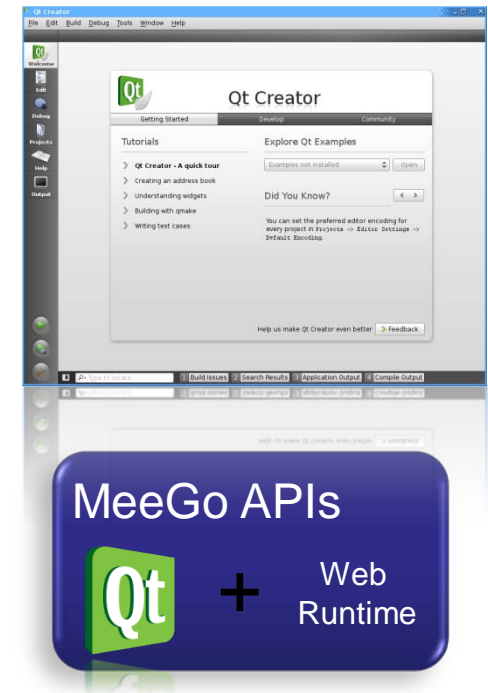 Qt Creator
File Edit Build Debug Tools Window Help
Qt
Welcome
Edit
Debug
Projects
Help
Output
Qt
Qt Creator
Getting Started Develop Community
Tutorials
Qt Creator - A quick tour
Creating an address book
Understanding widgets
Building with qmake
Writing test cases
Explore Qt Examples
Examples not installed Open
Did You Know?
You can set the preferred editor encoding for
every project in Projects -> Editor Settings ->
Default Encoding.
Help us make Qt Creator even better Feedback
Type to locate 1 Build Issues 2 Search Results 3 Application Output 4 Compile Output
MeeGo APIs
Qt + Web
Runtime